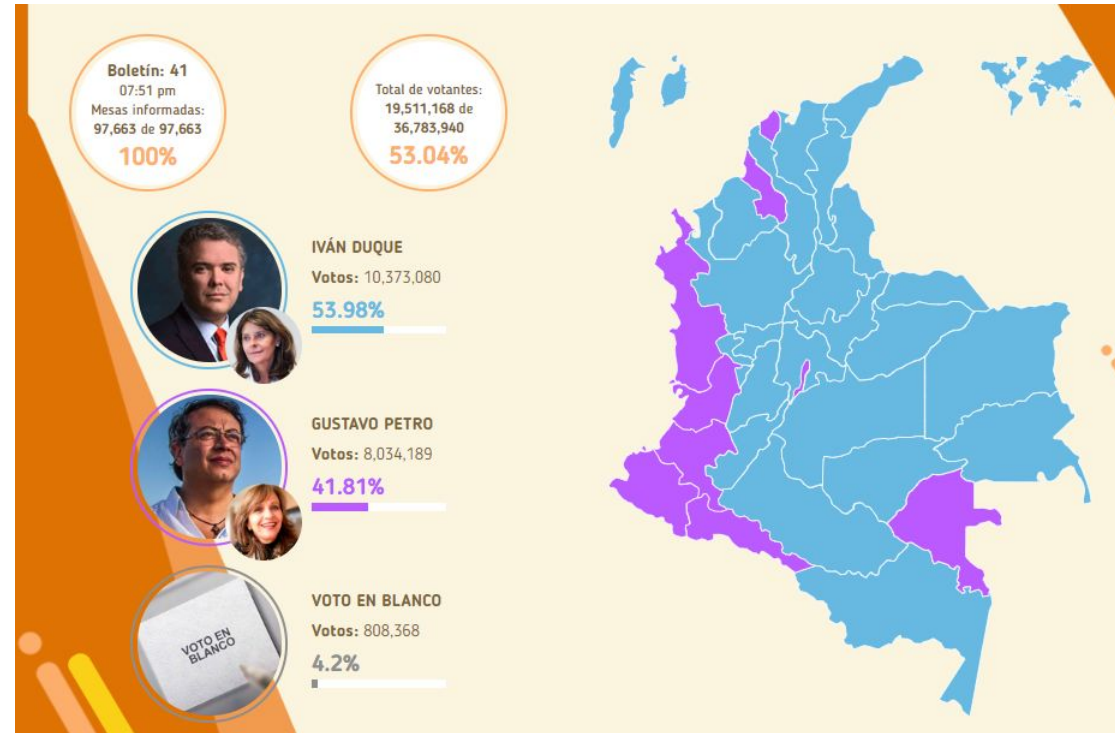 Boletín: 41
07:51 pm
Mesas informadas:
97,663 de 97,663
100%
Total de votantes:
19,511,168 de
36,783,940
53.04%
IVÁN DUQUE
Votos: 10,373,080
53.98%
GUSTAVO PETRO
Votos: 8,034,189
41.81%
VOTO EN BLANCO
Votos: 808,368
4.2%
VOTO EN
BLANCO